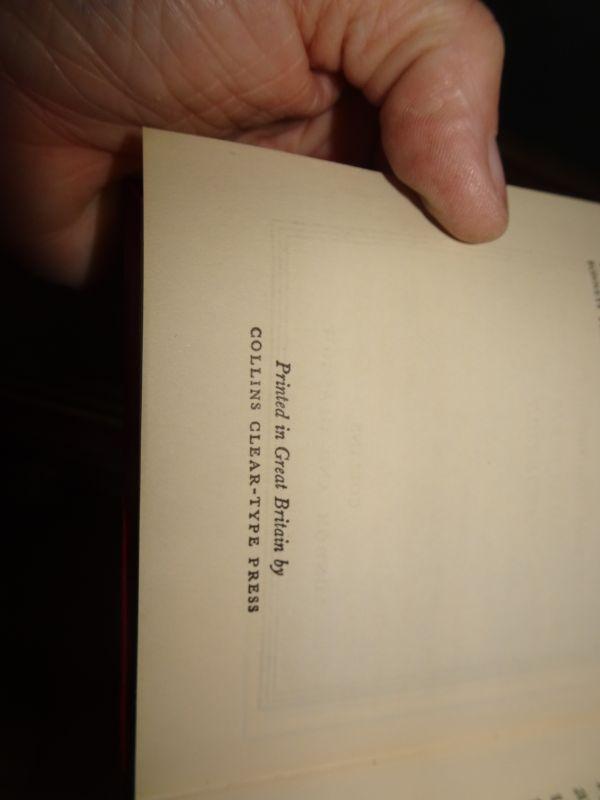 Printed in Great Britain by
COLLINS CLEAR-TYPE PRESS